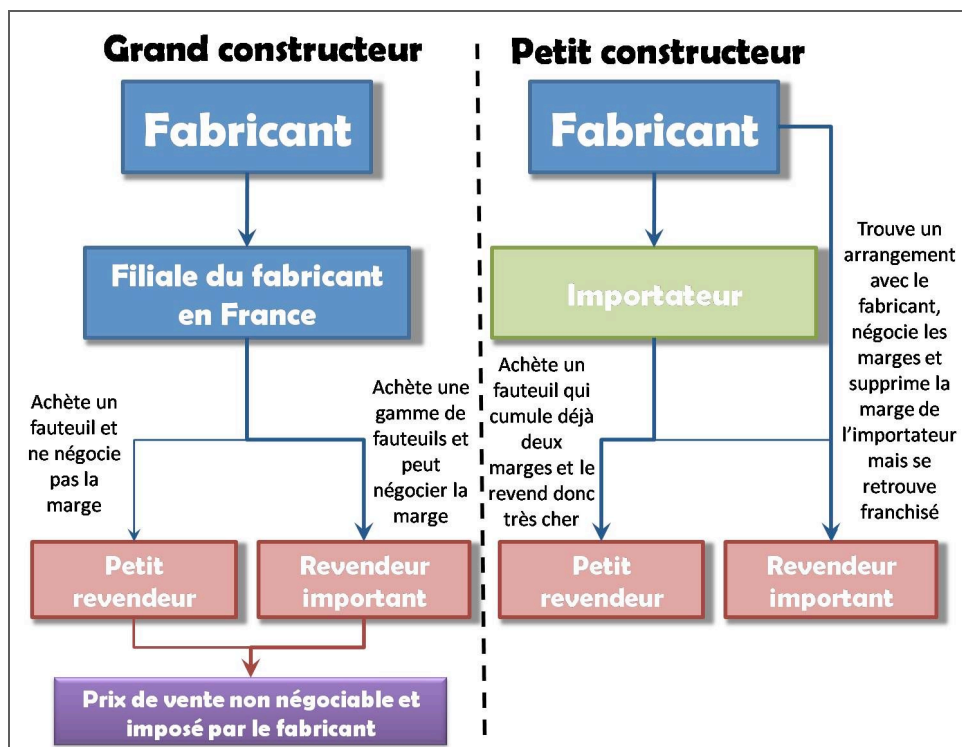 Grand constructeur
Fabricant
Filiale du fabricant
en France
Achète un
fauteuil et
ne négocie
pas la
marge
Achète une
gamme de
fauteuils et
peut
négocier la
marge
Petit
revendeur
Revendeur
important
Prix de vente non négociable et
imposé par le fabricant
Petit constructeur
Fabricant
Importateur
Trouve un
arrangement
avec le
fabricant,
négocie les
marges et
supprime la
marge de
l'importateur
mais se
retrouve
franchisé
Achète un
fauteuil qui
cumule déjà
deux
marges et le
revend donc
très cher
Petit
revendeur
Revendeur
important